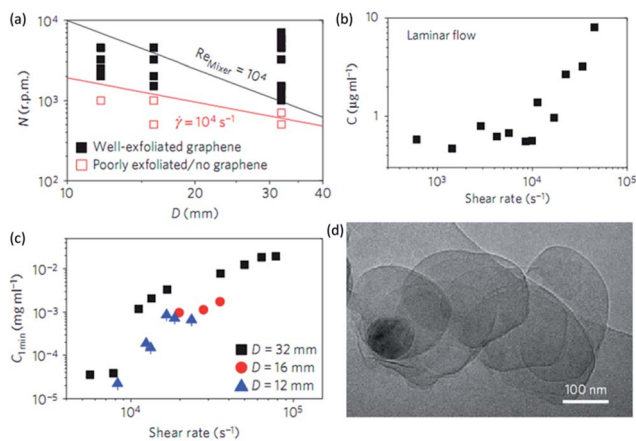 (a)
10⁴
10³
10²
N (r.p.m.)
Re_Mixer = 10⁴
γ̇ = 10⁴ s⁻¹
Well-exfoliated graphene
Poorly exfoliated/no graphene
10
20
30
40
D (mm)
(b)
10
1
C (µg ml⁻¹)
Laminar flow
10³
10⁴
10⁵
Shear rate (s⁻¹)
(c)
10⁻²
10⁻³
10⁻⁴
10⁻⁵
C₁ min (mg ml⁻¹)
D = 32 mm
D = 16 mm
D = 12 mm
10⁴
10⁵
Shear rate (s⁻¹)
(d)
100 nm